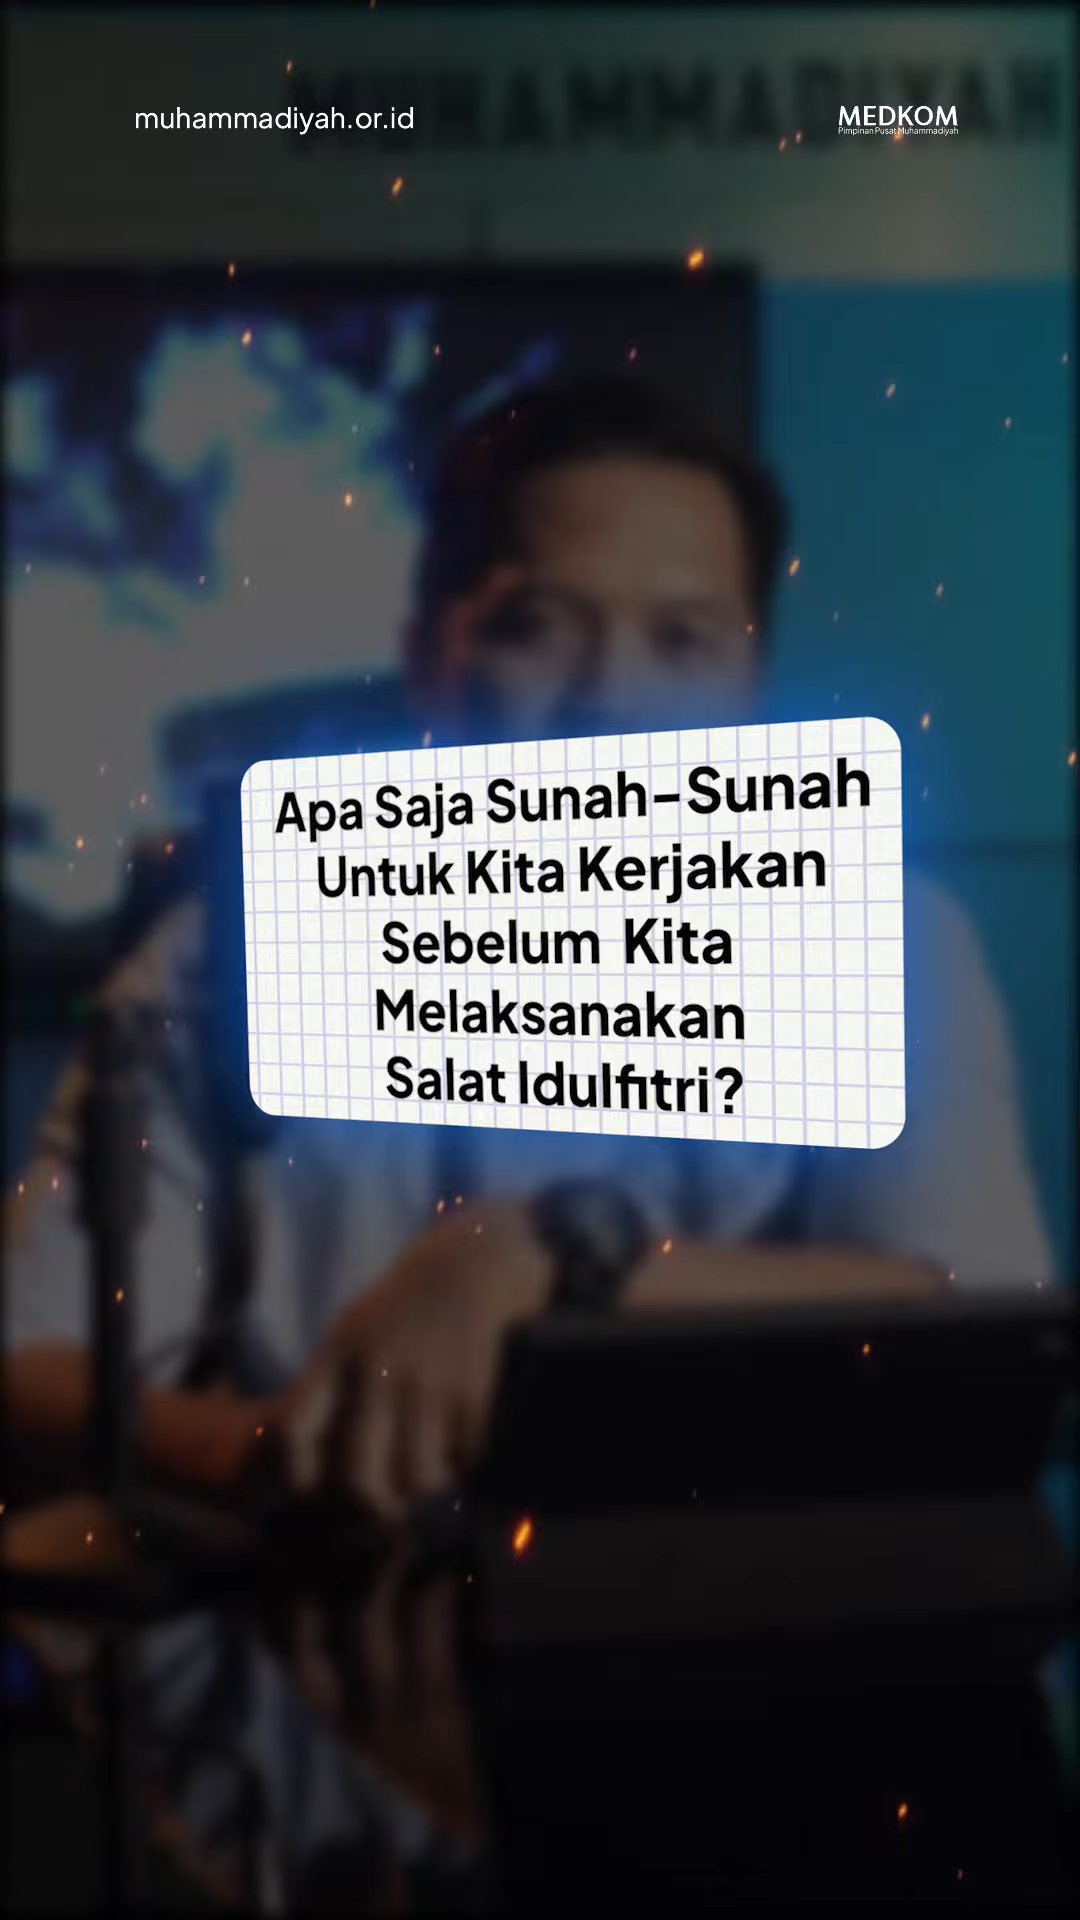 MUHAMMADIYAH
muhammadiyah.or.id
MEDKOM
Pimpinan Pusat Muhammadiyah
Apa Saja Sunah-Sunah
Untuk Kita Kerjakan
Sebelum Kita
Melaksanakan
Salat Idulfitri?